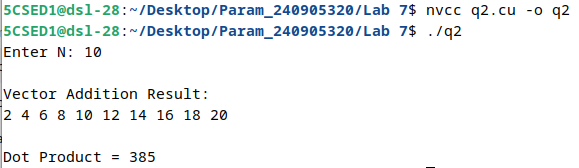 5CSED1@dsl-28:~/Desktop/Param_240905320/Lab 7$ nvcc q2.cu -o q2
5CSED1@dsl-28:~/Desktop/Param_240905320/Lab 7$ ./q2
Enter N: 10
Vector Addition Result:
2 4 6 8 10 12 14 16 18 20
Dot Product = 385